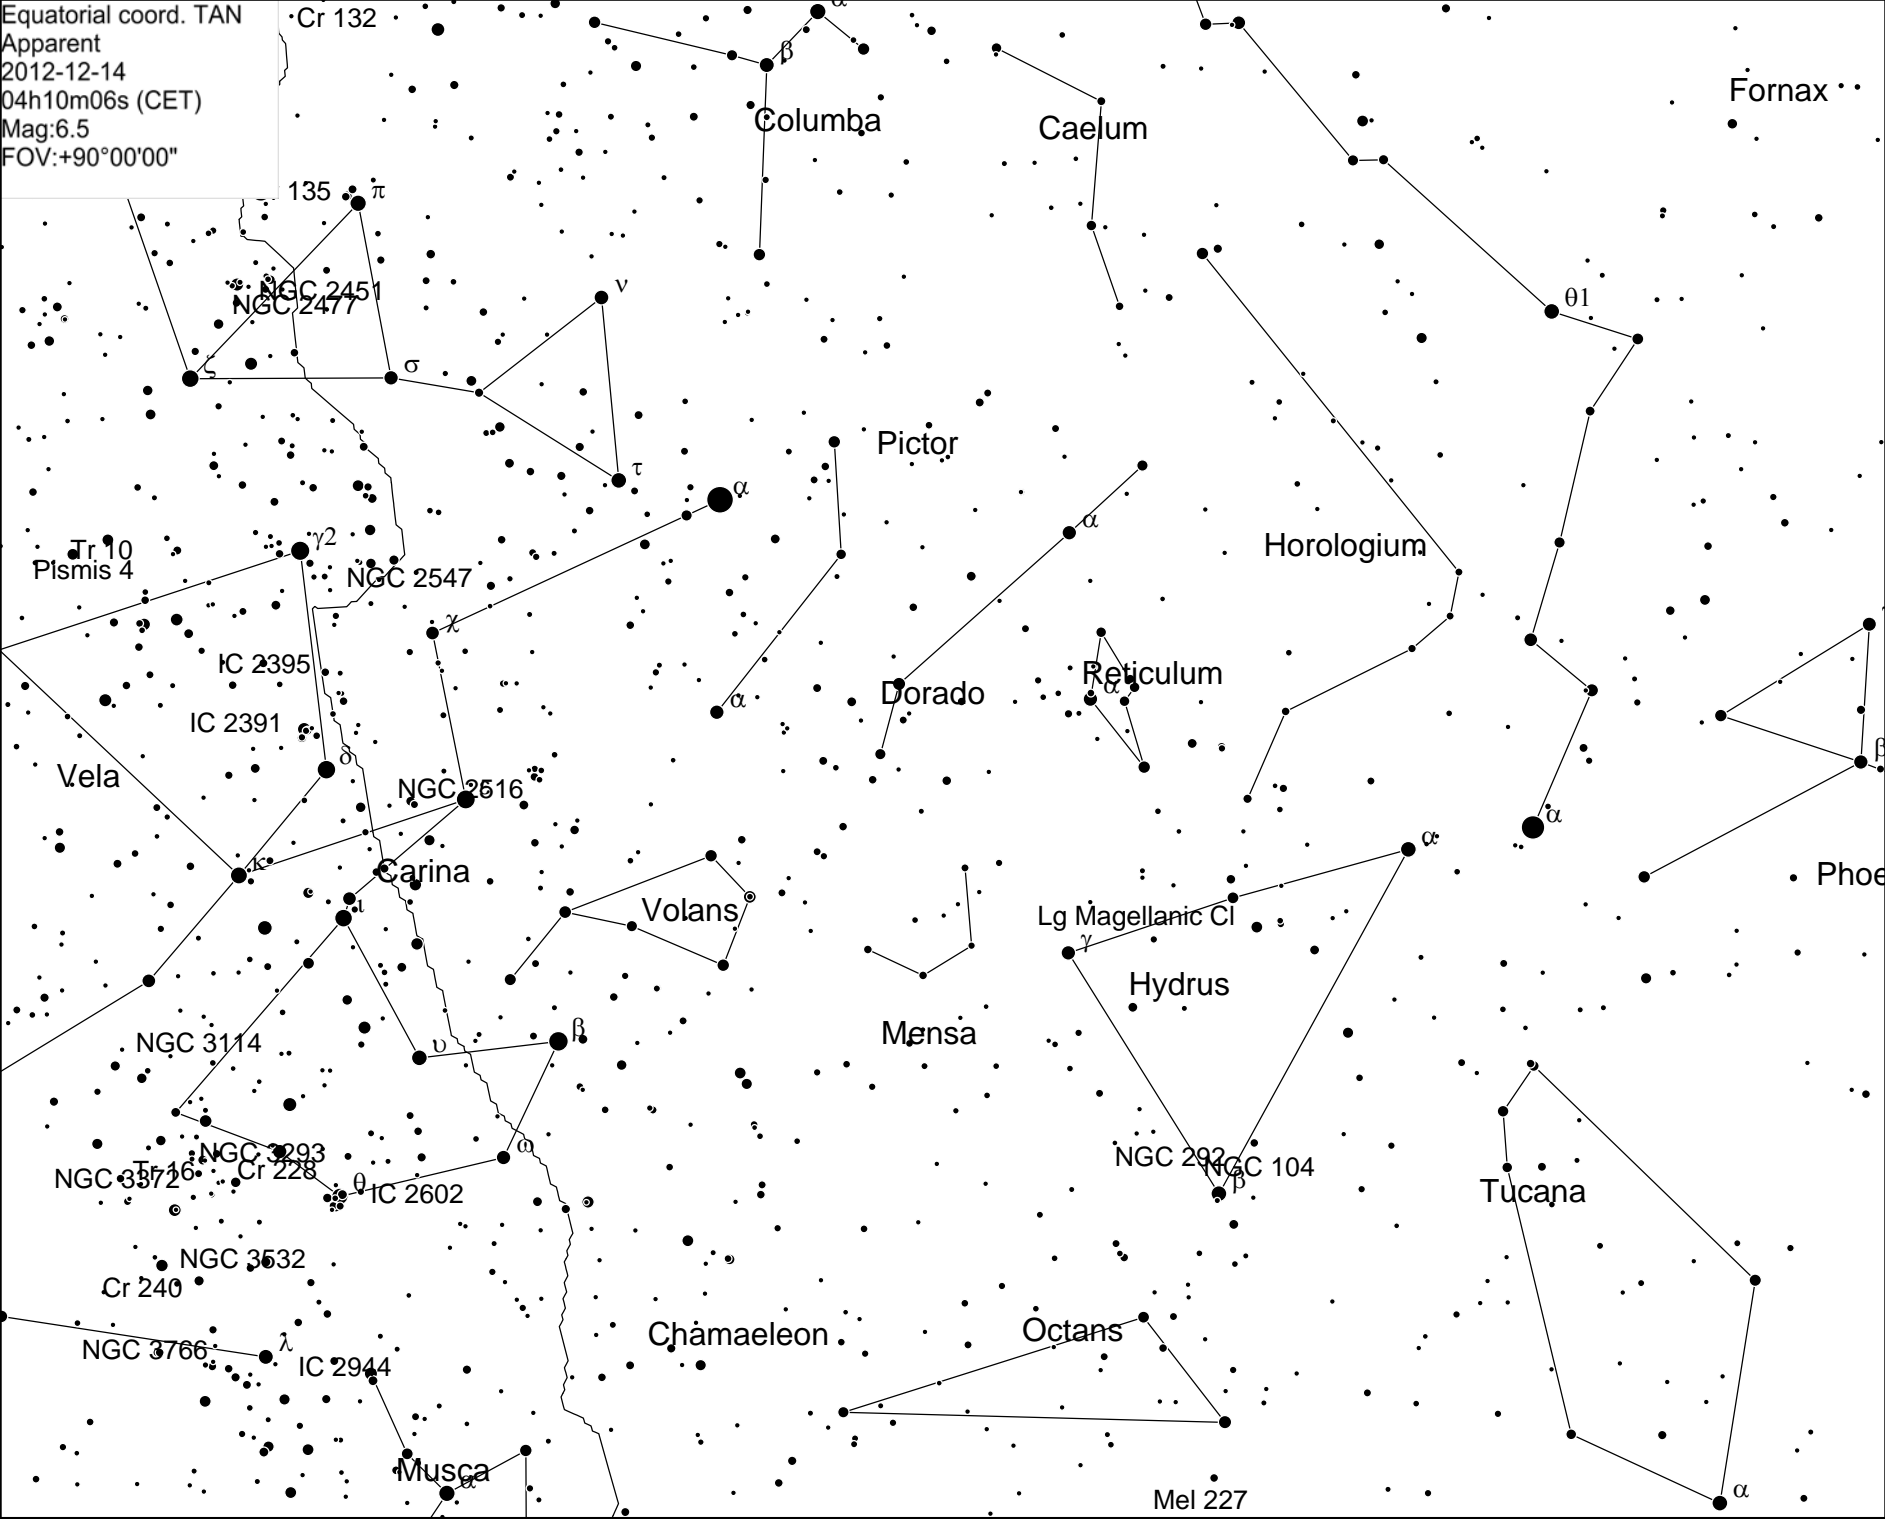 Equatorial coord. TAN
Apparent
2012-12-14
04h10m06s (CET)
Mag:6.5
FOV:+90°00'00"
Cr 132
α
β
Columba
Caelum
Fornax
135
π
NGC 2451
NGC 2477
ν
θ1
ζ
σ
Pictor
τ
α
α
Horologium
γ2
Tr 10
Pismis 4
NGC 2547
χ
IC 2395
Reticulum
α
Dorado
α
IC 2391
δ
β
Vela
NGC 2516
ε
α
α
κ
Carina
Phoe
ι
Volans
Lg Magellanic Cl
γ
Hydrus
β
Mensa
NGC 3114
υ
ω
NGC 3293
NGC 292
NGC 104
Tr 16
Cr 228
NGC 3372
θ
IC 2602
β
Tucana
NGC 3532
Cr 240
Chamaeleon
Octans
λ
NGC 3766
IC 2944
Musca
α
Mel 227
α